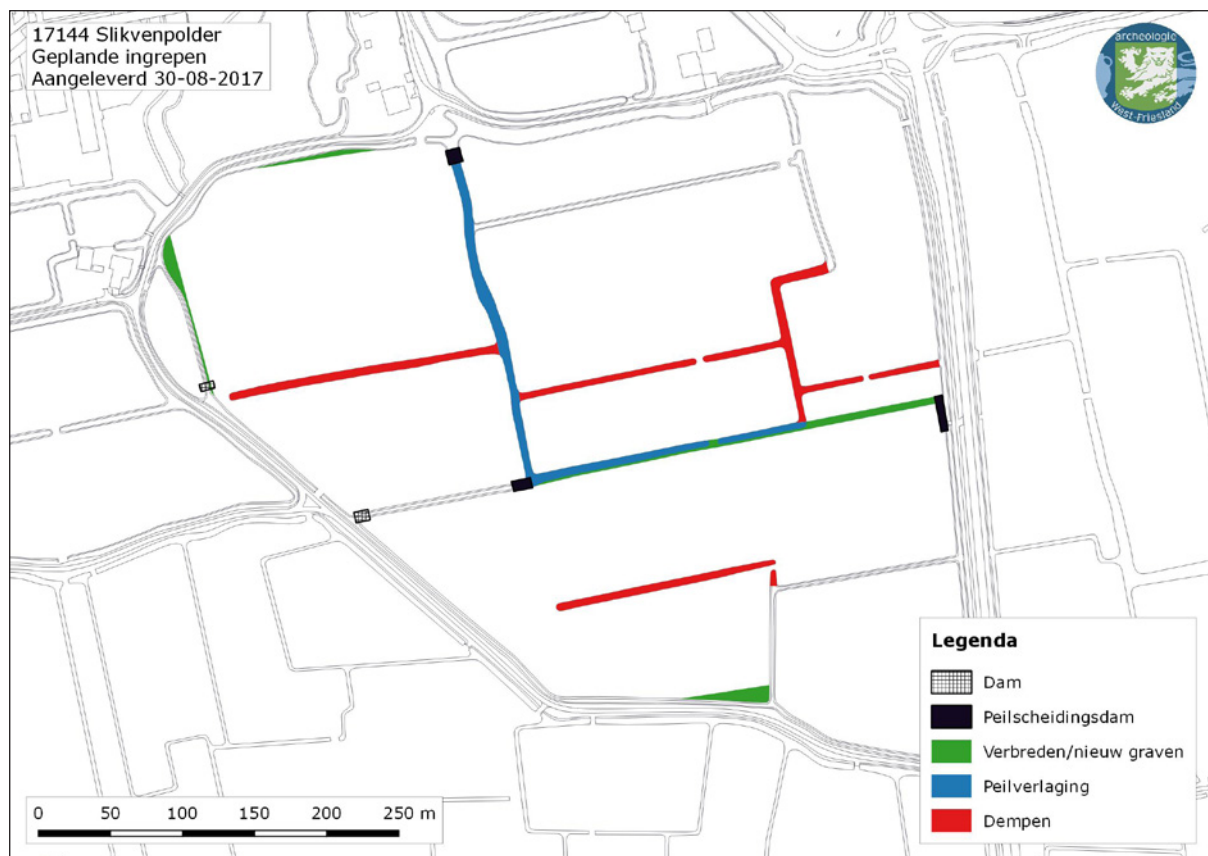 17144 Slikvenpolder
Geplande ingrepen
Aangeleverd 30-08-2017
archeologie
West-Friesland
Legenda
Dam
Peilscheidingsdam
Verbreden/nieuw graven
Peilverlaging
Dempen
0 50 100 150 200 250 m